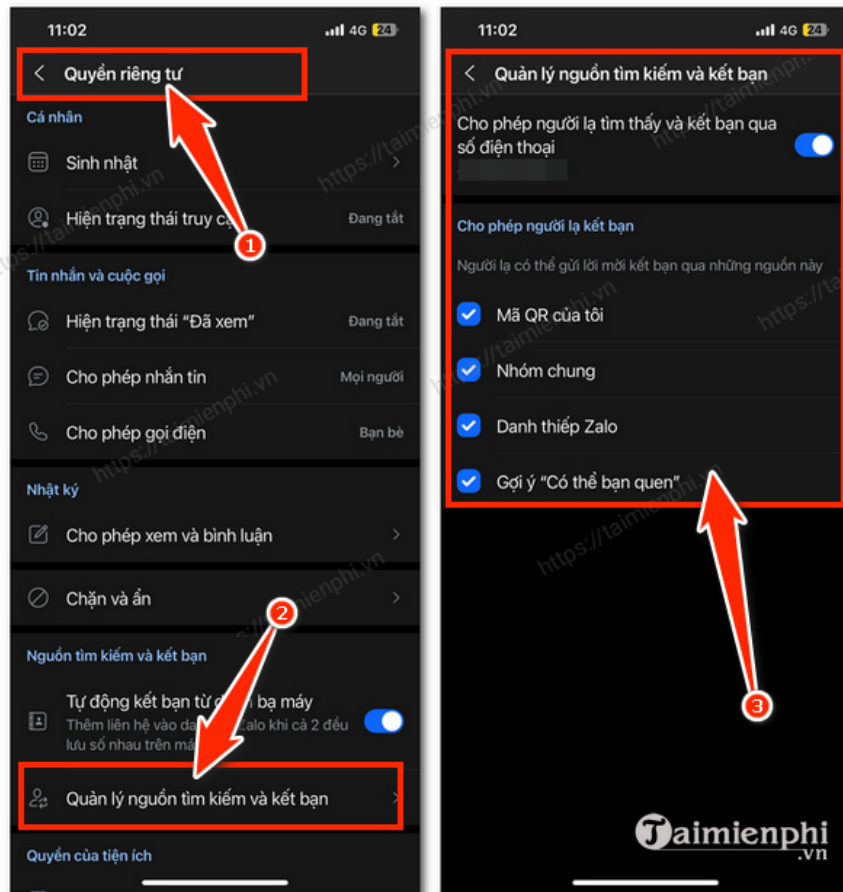 11:02
4G 24
Quyền riêng tư
Cá nhân
Sinh nhật
Hiện trạng thái truy cậ
Đang tắt
1
Tin nhắn và cuộc gọi
Hiện trạng thái “Đã xem”
Đang tắt
Cho phép nhắn tin
Mọi người
Cho phép gọi điện
Bạn bè
Nhật ký
Cho phép xem và bình luận
Chặn và ẩn
2
Nguồn tìm kiếm và kết bạn
Tự động kết bạn từ bạ máy
Thêm liên hệ vào da Zalo khi cả 2 đều
lưu số nhau trên má
Quản lý nguồn tìm kiếm và kết bạn
Quyền của tiện ích
11:02
4G 24
Quản lý nguồn tìm kiếm và kết bạn
Cho phép người lạ tìm thấy và kết bạn qua
số điện thoại
Cho phép người lạ kết bạn
Người lạ có thể gửi lời mời kết bạn qua những nguồn này
Mã QR của tôi
Nhóm chung
Danh thiếp Zalo
Gợi ý “Có thể bạn quen”
3
https://taimienphi.vn
Taimienphi
.vn